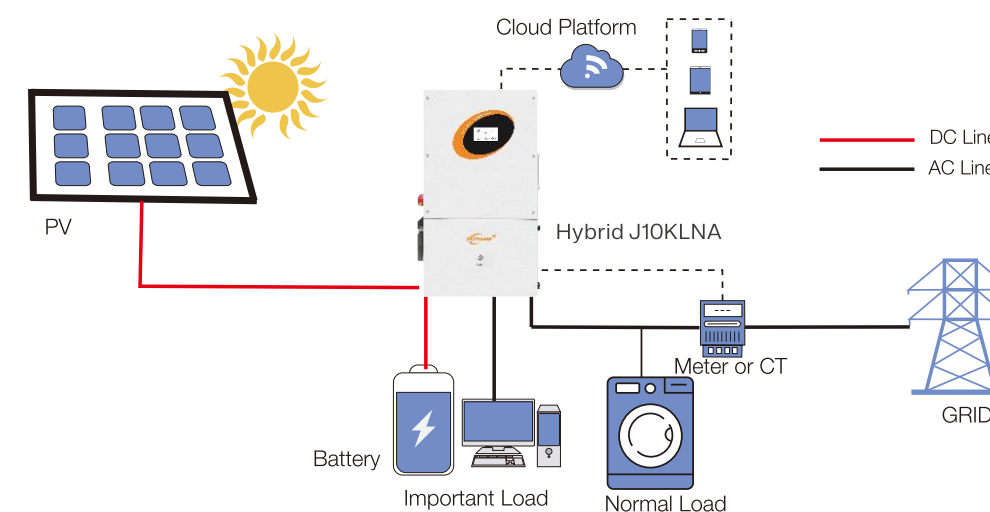 Cloud Platform
DC Line
AC Line
PV
Hybrid J10KLNA
Meter or CT
GRID
Battery
Important Load
Normal Load